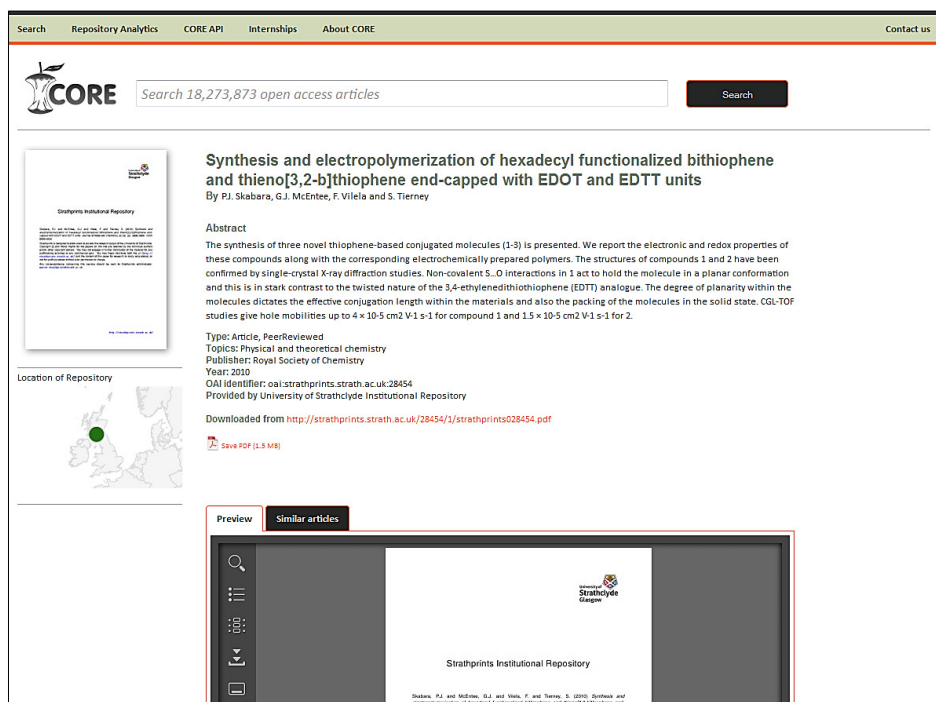 Search Repository Analytics CORE API Internships About CORE Contact us
CORE
Search 18,273,873 open access articles
Search
Strathprints Institutional Repository
Synthesis and electropolymerization of hexadecyl functionalized bithiophene
and thieno[3,2-b]thiophene end-capped with EDOT and EDTT units
By P.J. Skabara, G.J. McEntee, F. Vilela and S. Tierney
Abstract
The synthesis of three novel thiophene-based conjugated molecules (1-3) is presented. We report the electronic and redox properties of
these compounds along with the corresponding electrochemically prepared polymers. The structures of compounds 1 and 2 have been
confirmed by single-crystal X-ray diffraction studies. Non-covalent S...O interactions in 1 act to hold the molecule in a planar conformation
and this is in stark contrast to the twisted nature of the 3,4-ethylenedithiothiophene (EDTT) analogue. The degree of planarity within the
molecules dictates the effective conjugation length within the materials and also the packing of the molecules in the solid state. CGL-TOF
studies give hole mobilities up to 4 × 10-5 cm2 V-1 s-1 for compound 1 and 1.5 × 10-5 cm2 V-1 s-1 for 2.
Type: Article, PeerReviewed
Topics: Physical and theoretical chemistry
Publisher: Royal Society of Chemistry
Year: 2010
OAI identifier: oai:strathprints.strath.ac.uk:28454
Provided by University of Strathclyde Institutional Repository
Downloaded from http://strathprints.strath.ac.uk/28454/1/strathprints028454.pdf
Save PDF (1.5 MB)
Location of Repository
Preview Similar articles
University of
Strathclyde
Glasgow
Strathprints Institutional Repository
Skabara, P.J. and McEntee, G.J. and Vilela, F. and Tierney, S. (2010) Synthesis and